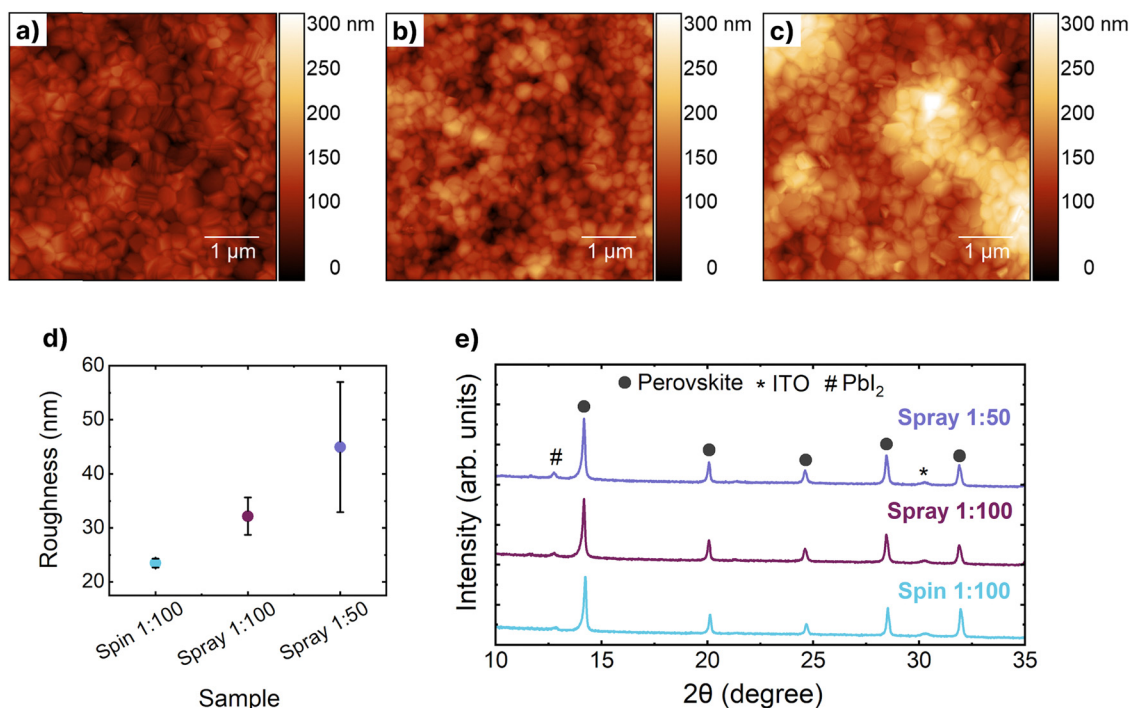 a)
300 nm
250
200
150
100
0
1 µm
b)
300 nm
250
200
150
100
0
1 µm
c)
300 nm
250
200
150
100
0
1 µm
d)
60
50
40
30
20
Roughness (nm)
Spin 1:100
Spray 1:100
Spray 1:50
Sample
e)
Perovskite * ITO # PbI₂
Spray 1:50
#
*
Spray 1:100
Spin 1:100
Intensity (arb. units)
10 15 20 25 30 35
2θ (degree)